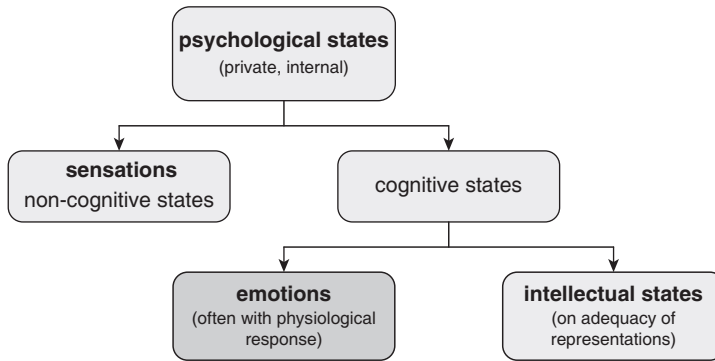 psychological states
(private, internal)
sensations
non-cognitive states
cognitive states
emotions
(often with physiological
response)
intellectual states
(on adequacy of
representations)